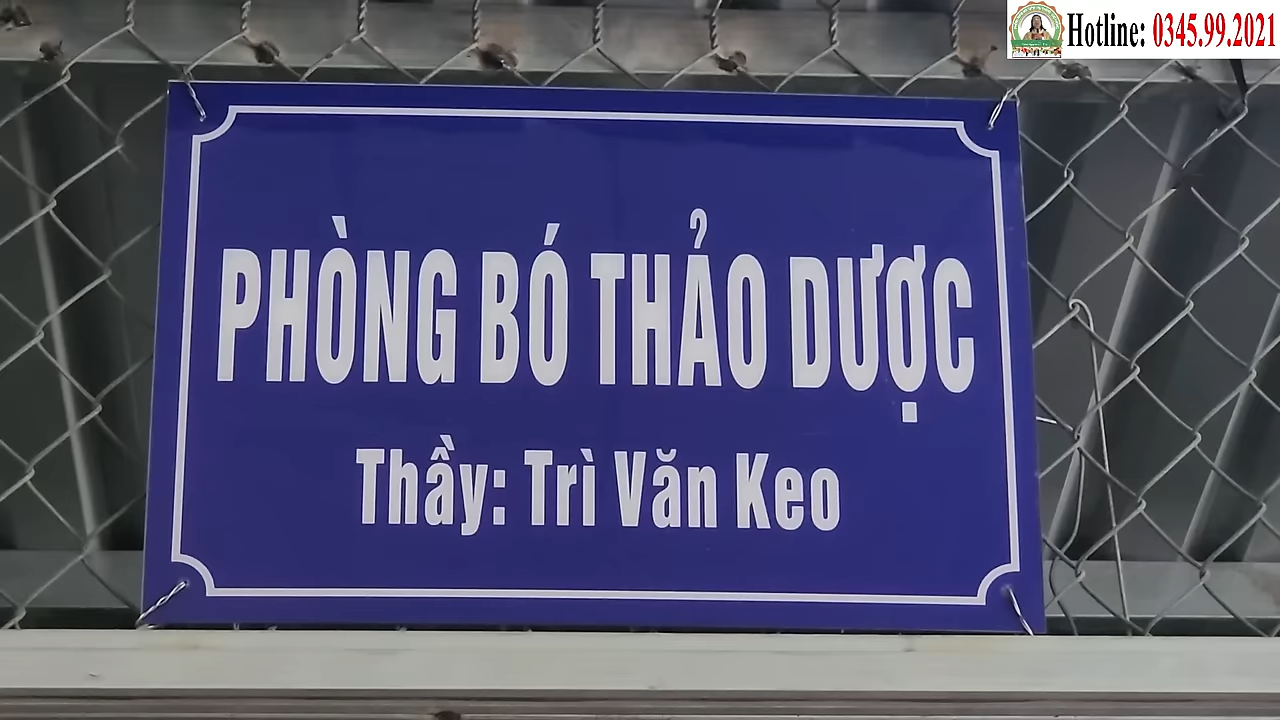 Hotline: 0345.99.2021
PHÒNG BÓ THẢO DƯỢC
Thầy: Trì Văn Keo